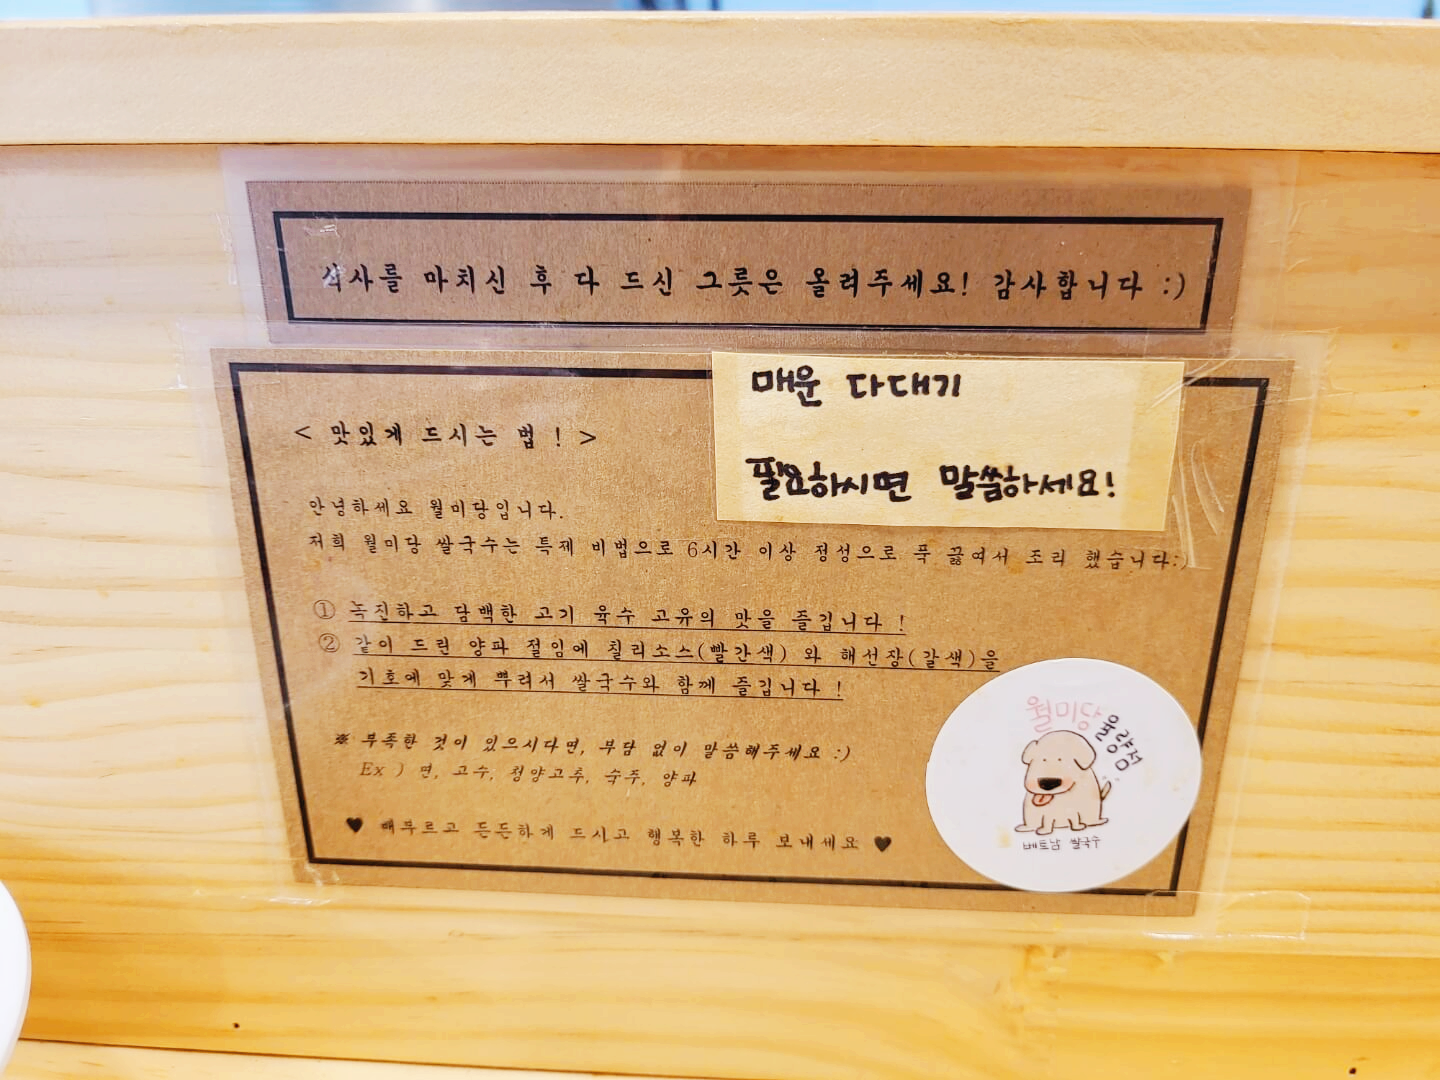 식사를 마치신 후 다 드신 그릇은 올려주세요! 감사합니다 :)
매운 다대기
필요하시면 말씀하세요!
< 맛있게 드시는 법 ! >
안녕하세요 월미당입니다.
저희 월미당 쌀국수는 특제 비법으로 6시간 이상 정성으로 푹 끓여서 조리 했습니다:)
① 녹진하고 담백한 고기 육수 고유의 맛을 즐깁니다 !
② 같이 드린 양파 절임에 칠리소스(빨간색) 와 해선장(갈색)을
기호에 맞게 뿌려서 쌀국수와 함께 즐깁니다 !
※ 부족한 것이 있으시다면, 부담 없이 말씀해주세요 :)
Ex ) 면, 고수, 청양고추, 숙주, 양파
♥ 배부르고 든든하게 드시고 행복한 하루 보내세요 ♥
월미당
베트남 쌀국수